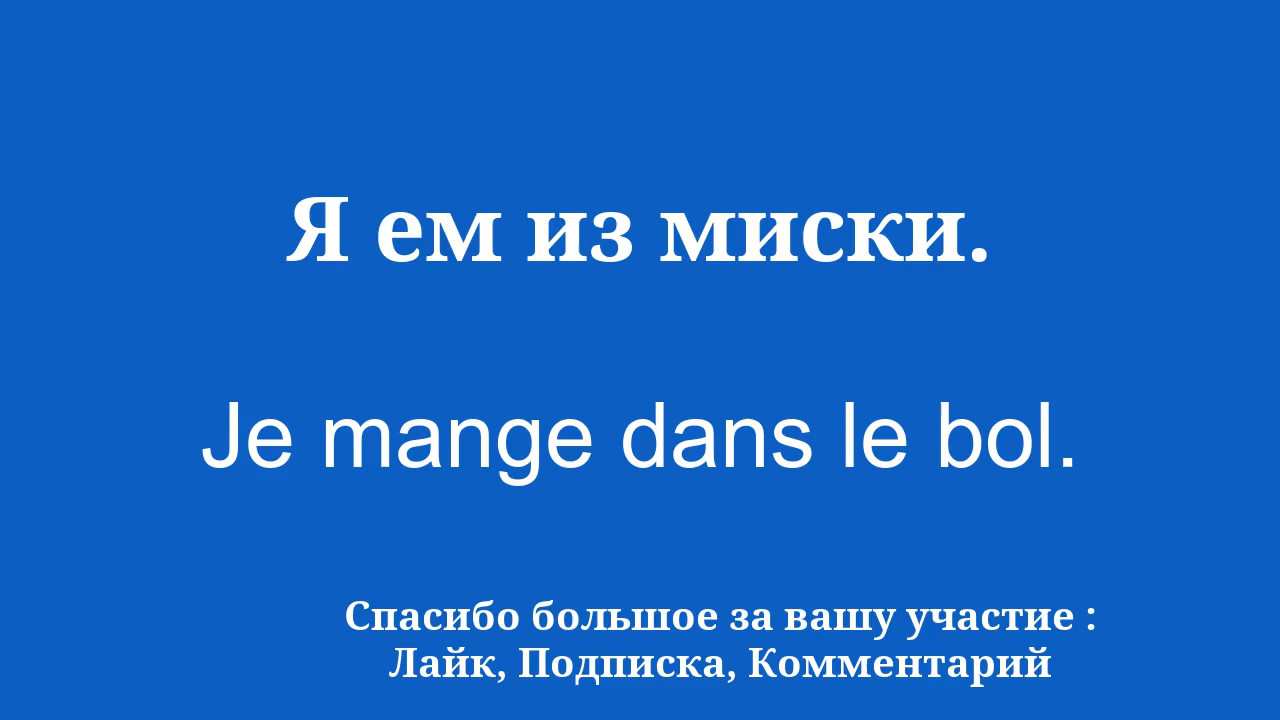 Я ем из миски.
Je mange dans le bol.
Спасибо большое за вашу участие :
Лайк, Подписка, Комментарий